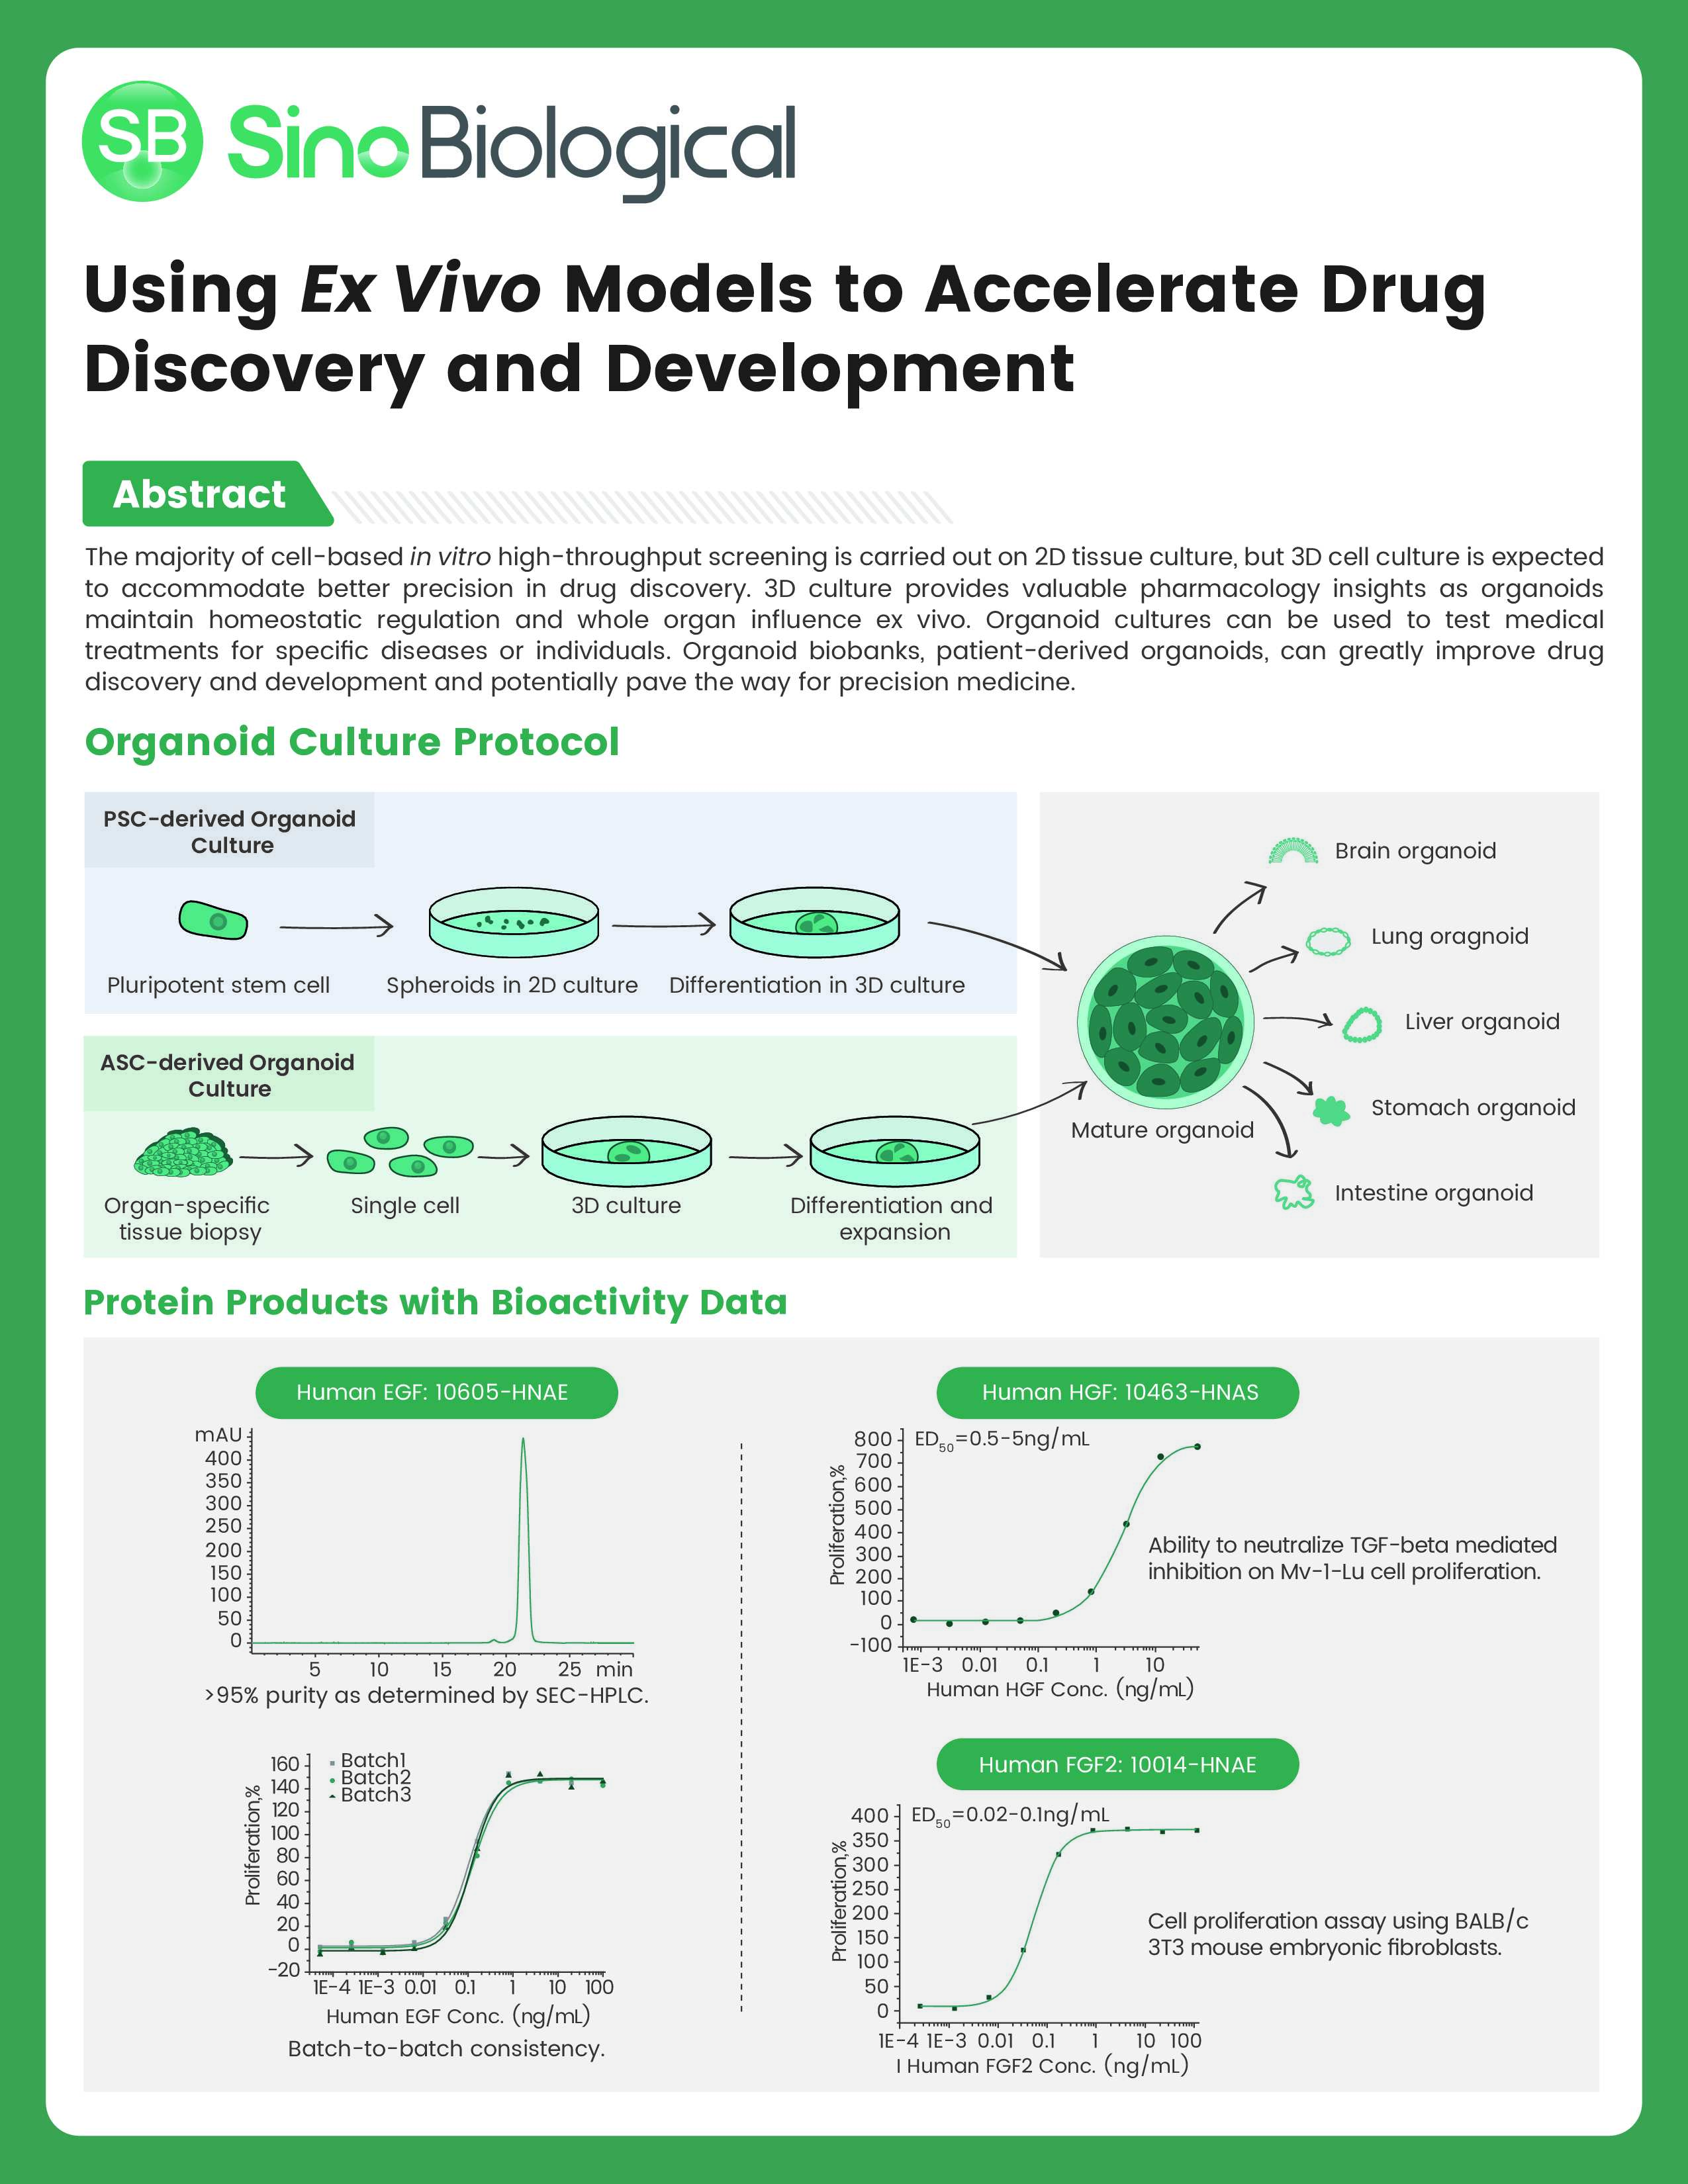 SB SinoBiological
Using Ex Vivo Models to Accelerate Drug
Discovery and Development
Abstract
The majority of cell-based in vitro high-throughput screening is carried out on 2D tissue culture, but 3D cell culture is expected
to accommodate better precision in drug discovery. 3D culture provides valuable pharmacology insights as organoids
maintain homeostatic regulation and whole organ influence ex vivo. Organoid cultures can be used to test medical
treatments for specific diseases or individuals. Organoid biobanks, patient-derived organoids, can greatly improve drug
discovery and development and potentially pave the way for precision medicine.
Organoid Culture Protocol
PSC-derived Organoid
Culture
Pluripotent stem cell
Spheroids in 2D culture
Differentiation in 3D culture
ASC-derived Organoid
Culture
Organ-specific
tissue biopsy
Single cell
3D culture
Differentiation and
expansion
Mature organoid
Brain organoid
Lung oragnoid
Liver organoid
Stomach organoid
Intestine organoid
Protein Products with Bioactivity Data
Human EGF: 10605-HNAE
mAU
400
350
300
250
200
150
100
50
0
5 10 15 20 25 min
>95% purity as determined by SEC-HPLC.
Proliferation,%
160
140
120
100
80
60
40
20
0
-20
Batch1
Batch2
Batch3
1E-4 1E-3 0.01 0.1 1 10 100
Human EGF Conc. (ng/mL)
Batch-to-batch consistency.
Human HGF: 10463-HNAS
Proliferation,%
800
700
600
500
400
300
200
100
0
-100
ED50=0.5-5ng/mL
1E-3 0.01 0.1 1 10
Human HGF Conc. (ng/mL)
Ability to neutralize TGF-beta mediated
inhibition on Mv-1-Lu cell proliferation.
Human FGF2: 10014-HNAE
Proliferation,%
400
350
300
250
200
150
100
50
0
ED50=0.02-0.1ng/mL
1E-4 1E-3 0.01 0.1 1 10 100
I Human FGF2 Conc. (ng/mL)
Cell proliferation assay using BALB/c
3T3 mouse embryonic fibroblasts.